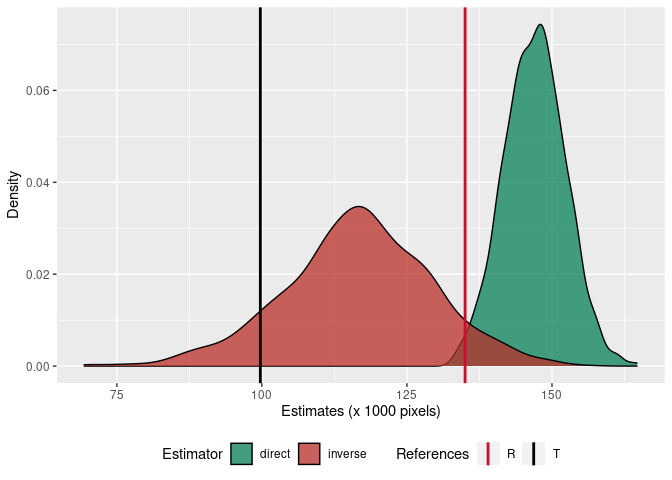 0.06
0.04
0.02
0.00
Density
75 100 125 150
Estimates (x 1000 pixels)
Estimator direct inverse References R T